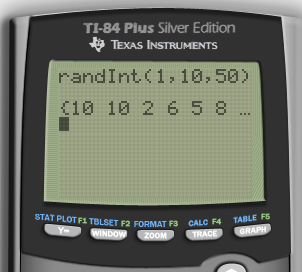 TI-84 Plus Silver Edition
TEXAS INSTRUMENTS
randInt(1,10,50)
{10 10 2 6 5 8 …
STAT PLOT F1 TBLSET F2 FORMAT F3 CALC F4 TABLE F5
Y= WINDOW ZOOM TRACE GRAPH